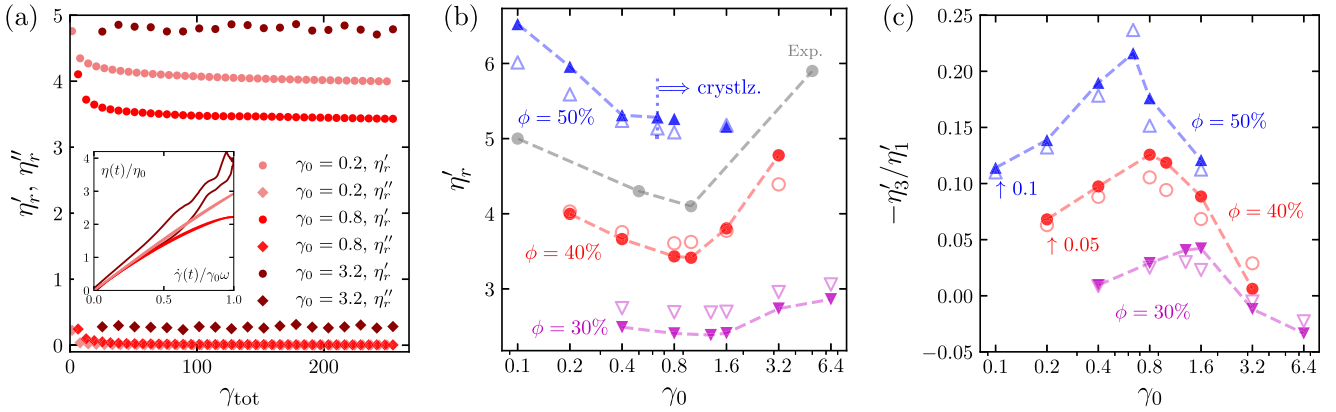 (a)
η′r, η″r
5
4
3
2
1
0
0
100
200
γtot
γ0 = 0.2, η′r
γ0 = 0.2, η″r
γ0 = 0.8, η′r
γ0 = 0.8, η″r
γ0 = 3.2, η′r
γ0 = 3.2, η″r
η(t)/η0
4
3
2
1
0
0.0
0.5
1.0
γ̇(t)/γ0ω
(b)
η′r
6
5
4
3
0.1
0.2
0.4
0.8
1.6
3.2
6.4
γ0
Exp.
⇒ crystlz.
ϕ = 50%
ϕ = 40%
ϕ = 30%
(c)
−η′3/η′1
0.25
0.20
0.15
0.10
0.05
0.00
−0.05
0.1
0.2
0.4
0.8
1.6
3.2
6.4
γ0
ϕ = 50%
↑ 0.1
ϕ = 40%
↑ 0.05
ϕ = 30%